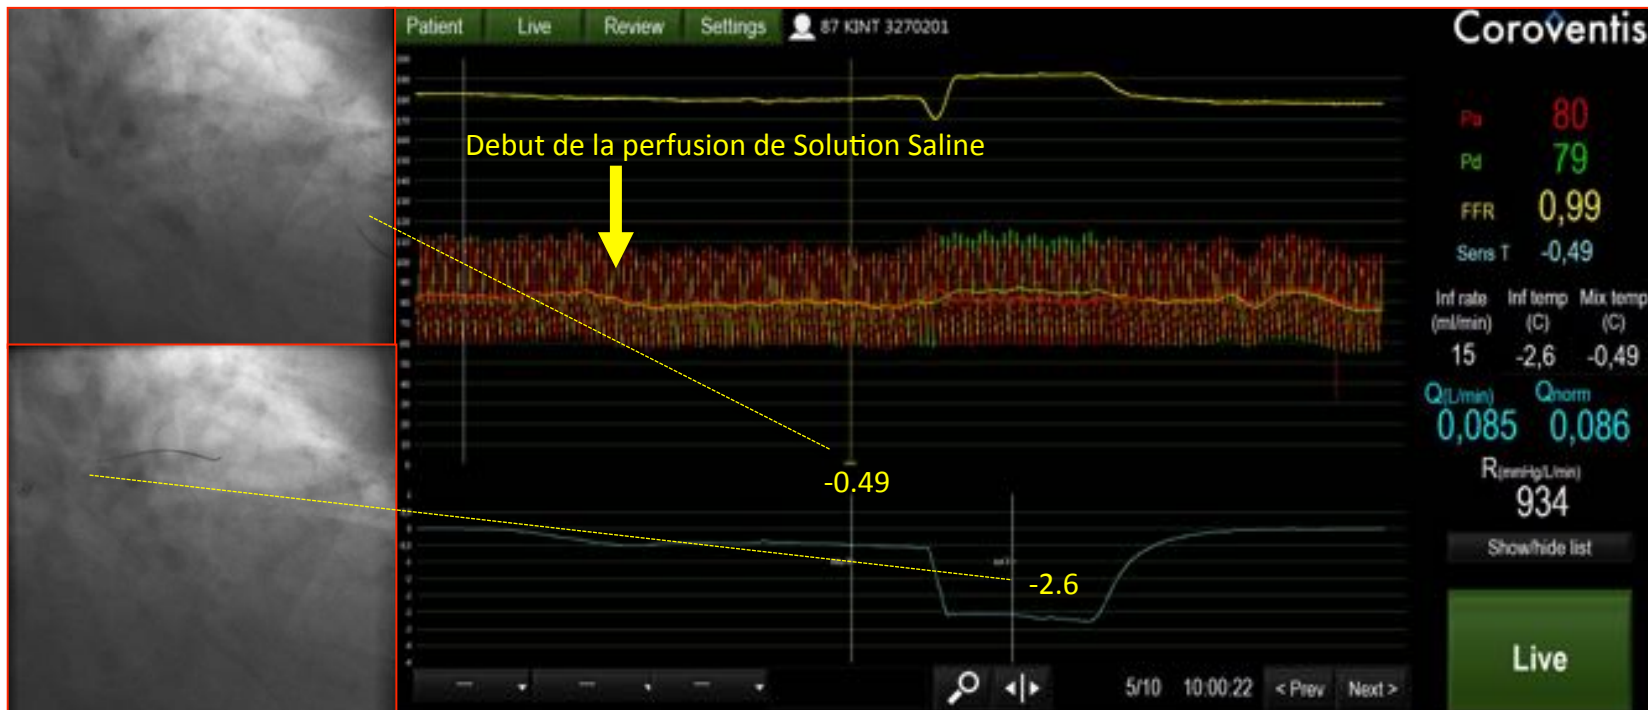 Patient Live Review Settings 87 KINT 3270201
Coroventis
Debut de la perfusion de Solution Saline
Pa 80
Pd 79
FFR 0,99
Sens T -0,49
Inf rate Inf temp Mix temp
(ml/min) (C) (C)
15 -2,6 -0,49
Q(L/min) Qnorm
0,085 0,086
R(mmHg/L/min)
934
-0.49
Show/hide list
-2.6
Live
5/10 10:00:22 < Prev Next >